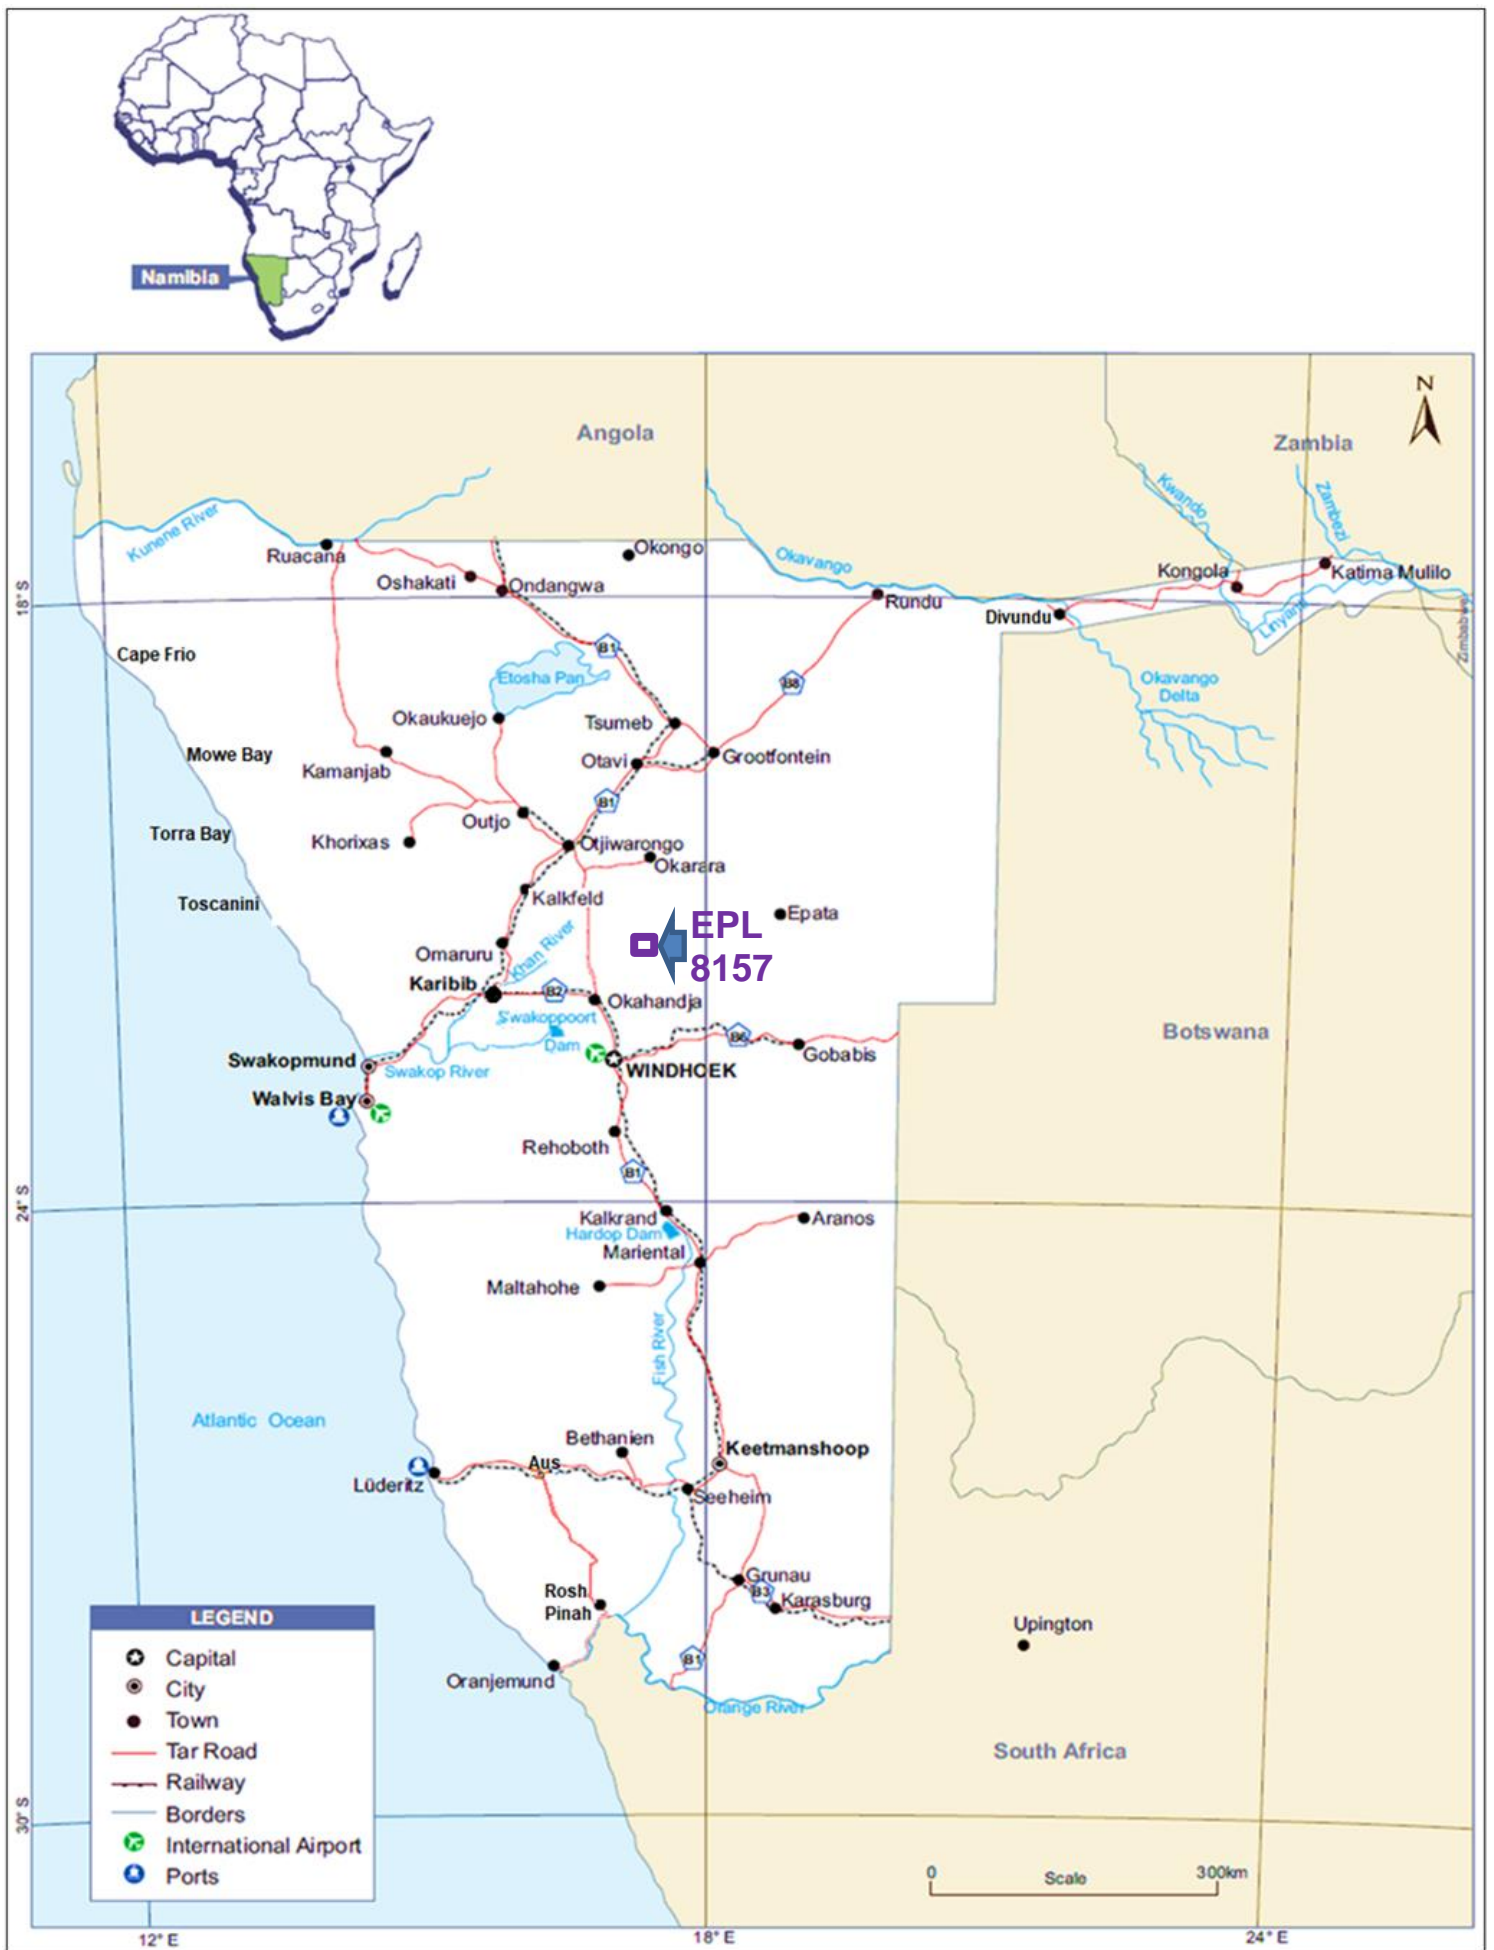 Namibia
N
Angola
Zambia
Kwando
Zambezi
Kunene River
Ruacana
Okongo
Okavango
Oshakati
Ondangwa
Kongola
Katima Mulilo
18° S
Rundu
Divundu
Linyanti
Zimbabwe
Cape Frio
B1
Etosha Pan
B8
Okavango
Delta
Okaukuejo
Tsumeb
Mowe Bay
Kamanjab
Otavi
Grootfontein
B1
Outjo
Torra Bay
Khorixas
Otjiwarongo
Okarara
Kalkfeld
Toscanini
Epata
EPL
8157
Omaruru
Khan River
Karibib
B2
Okahandja
Swakoppoort
Dam
B6
Gobabis
Botswana
Swakopmund
Swakop River
WINDHOEK
Walvis Bay
Rehoboth
B1
24° S
Kalkrand
Aranos
Hardop Dam
Mariental
Maltahohe
Fish River
Atlantic Ocean
Bethanien
Keetmanshoop
Aus
Lüderitz
Seeheim
Grunau
B3
Karasburg
Rosh
Pinah
Upington
B1
Oranjemund
Orange River
South Africa
LEGEND
Capital
City
Town
Tar Road
Railway
Borders
International Airport
Ports
30° S
0
Scale
300km
12° E
18° E
24° E